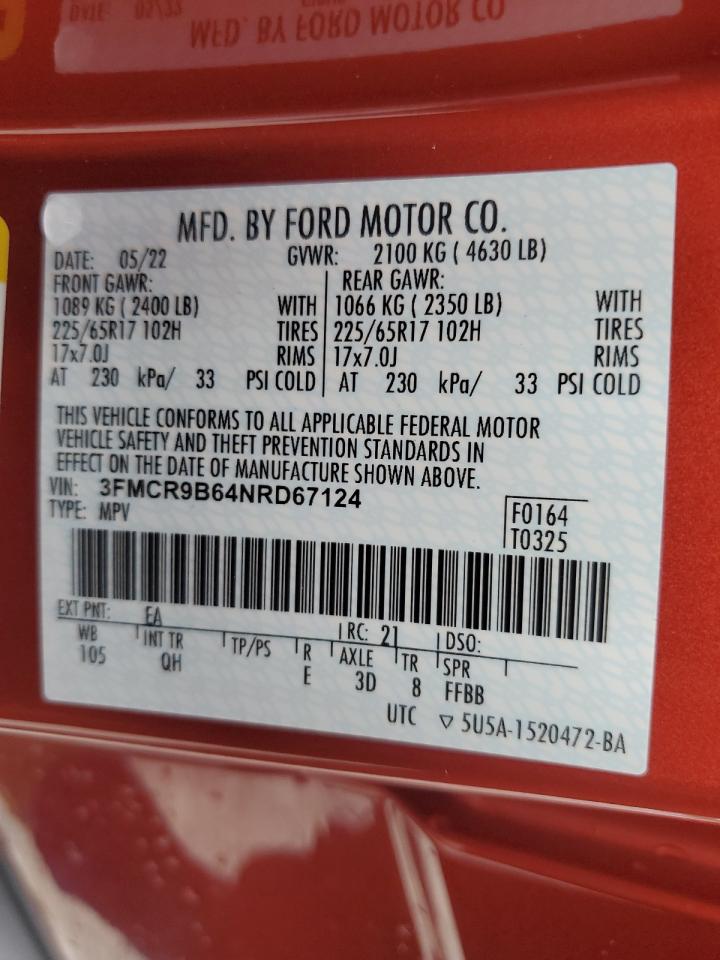 DATE: 05/22
MFD. BY FORD MOTOR CO
MFD. BY FORD MOTOR CO.
DATE: 05/22 GVWR: 2100 KG ( 4630 LB)
FRONT GAWR: REAR GAWR:
1089 KG ( 2400 LB) WITH 1066 KG ( 2350 LB) WITH
225/65R17 102H TIRES 225/65R17 102H TIRES
17x7.0J RIMS 17x7.0J RIMS
AT 230 kPa/ 33 PSI COLD AT 230 kPa/ 33 PSI COLD
THIS VEHICLE CONFORMS TO ALL APPLICABLE FEDERAL MOTOR
VEHICLE SAFETY AND THEFT PREVENTION STANDARDS IN
EFFECT ON THE DATE OF MANUFACTURE SHOWN ABOVE.
VIN: 3FMCR9B64NRD67124
TYPE: MPV
F0164
T0325
EXT PNT: EA RC: 21 DSO:
WB INT TR TP/PS R AXLE TR SPR
105 QH E 3D 8 FFBB
UTC ▽ 5U5A-1520472-BA